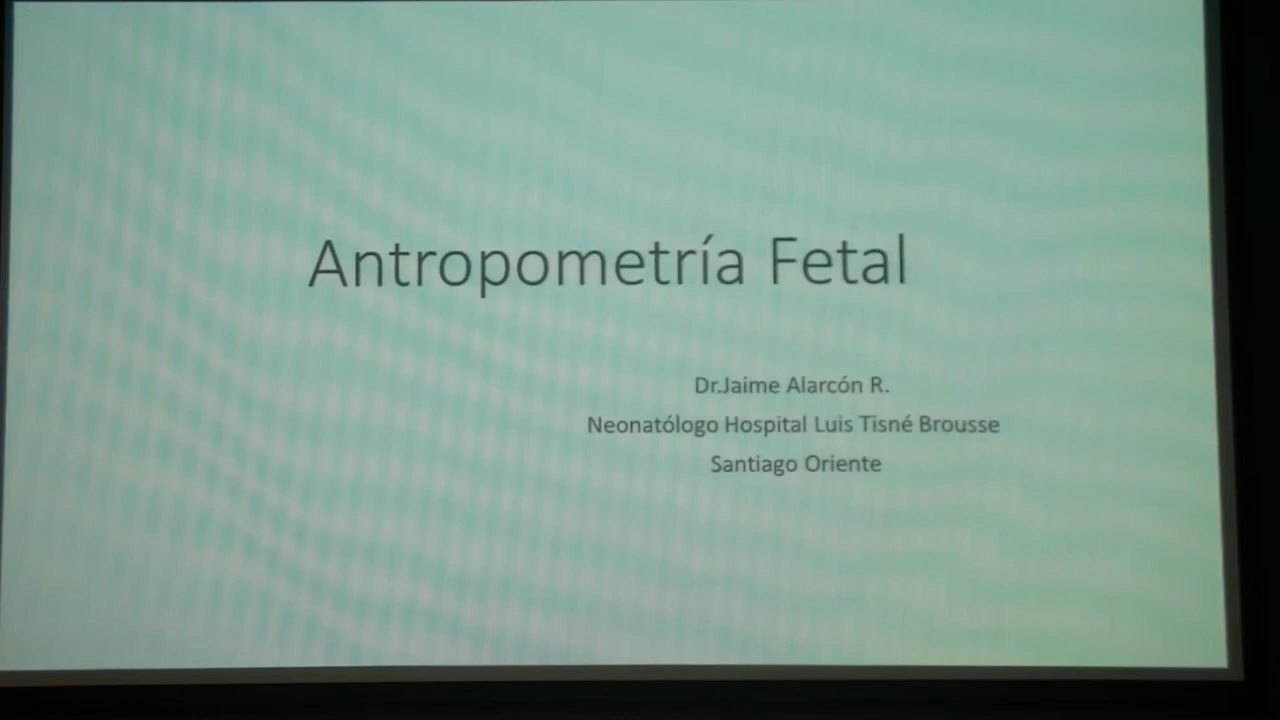 Antropometría Fetal
Dr.Jaime Alarcón R.
Neonatólogo Hospital Luis Tisné Brousse
Santiago Oriente